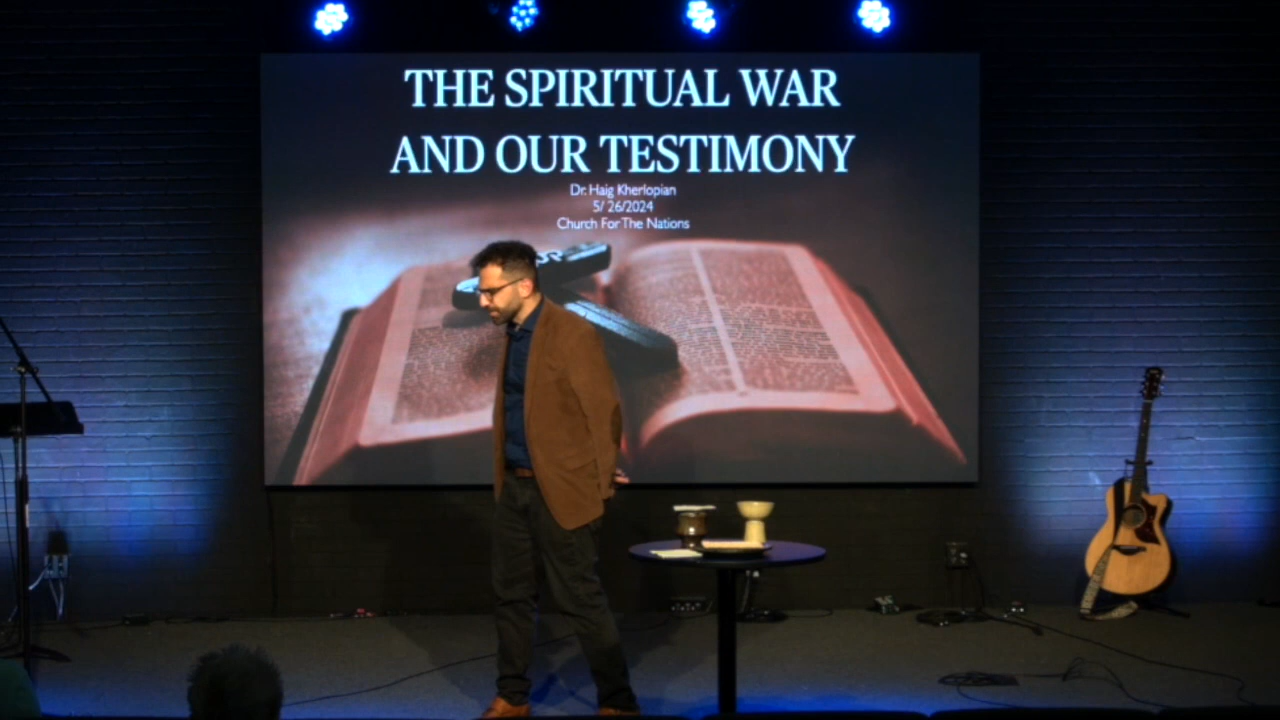 THE SPIRITUAL WAR
AND OUR TESTIMONY
Dr. Haig Kherlopian
5/ 26/2024
Church For The Nations